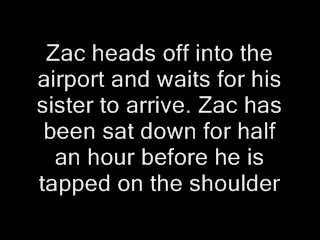 Zac heads off into the
airport and waits for his
sister to arrive. Zac has
been sat down for half
an hour before he is
tapped on the shoulder